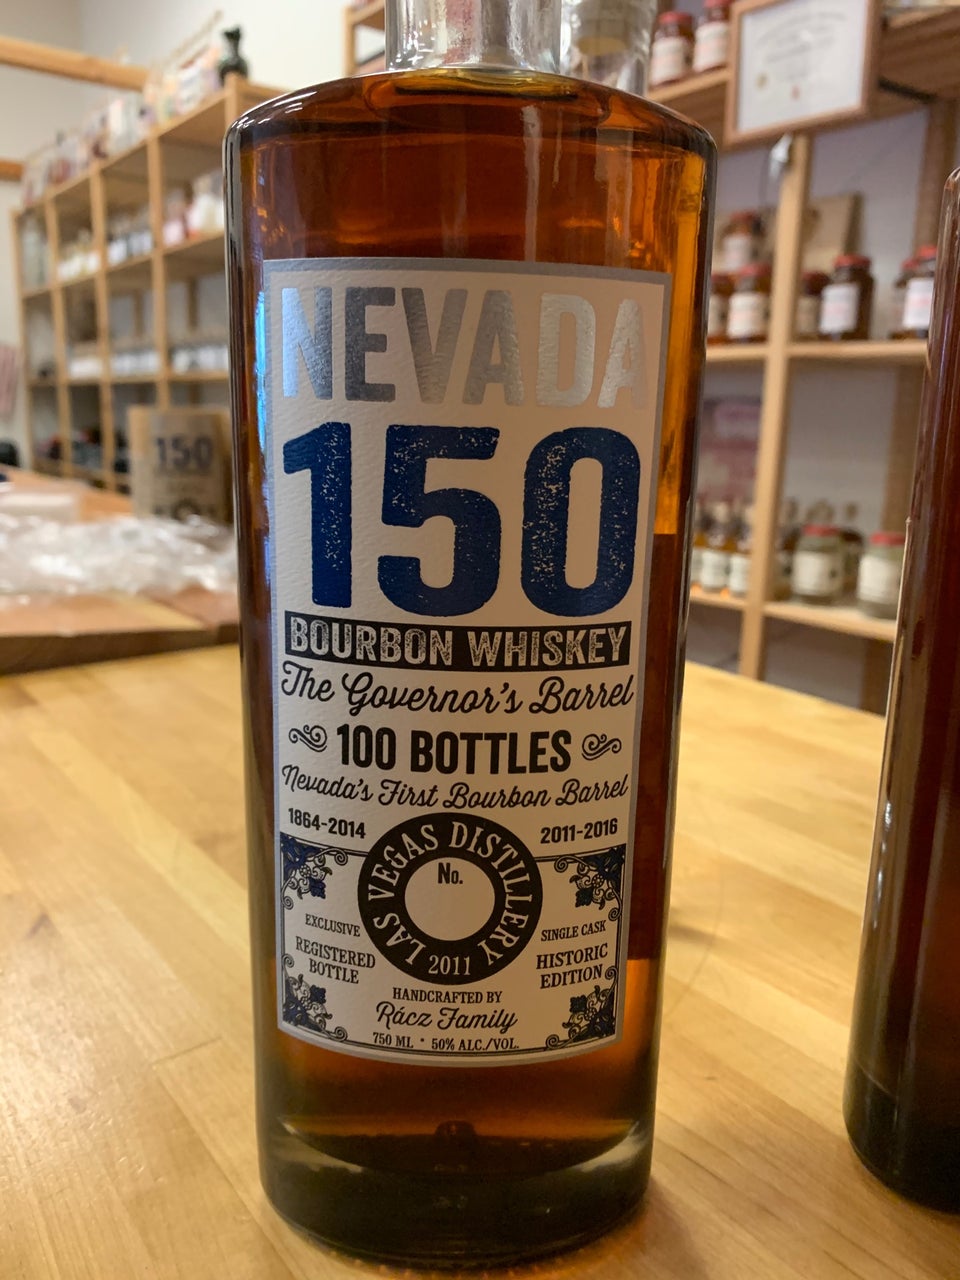 NEVADA
150
BOURBON WHISKEY
The Governor's Barrel
100 BOTTLES
Nevada's First Bourbon Barrel
1864-2014
2011-2016
LAS VEGAS DISTILLERY
No.
2011
EXCLUSIVE
REGISTERED
BOTTLE
SINGLE CASK
HISTORIC
EDITION
HANDCRAFTED BY
Rácz Family
750 ML * 50% ALC./VOL.
150